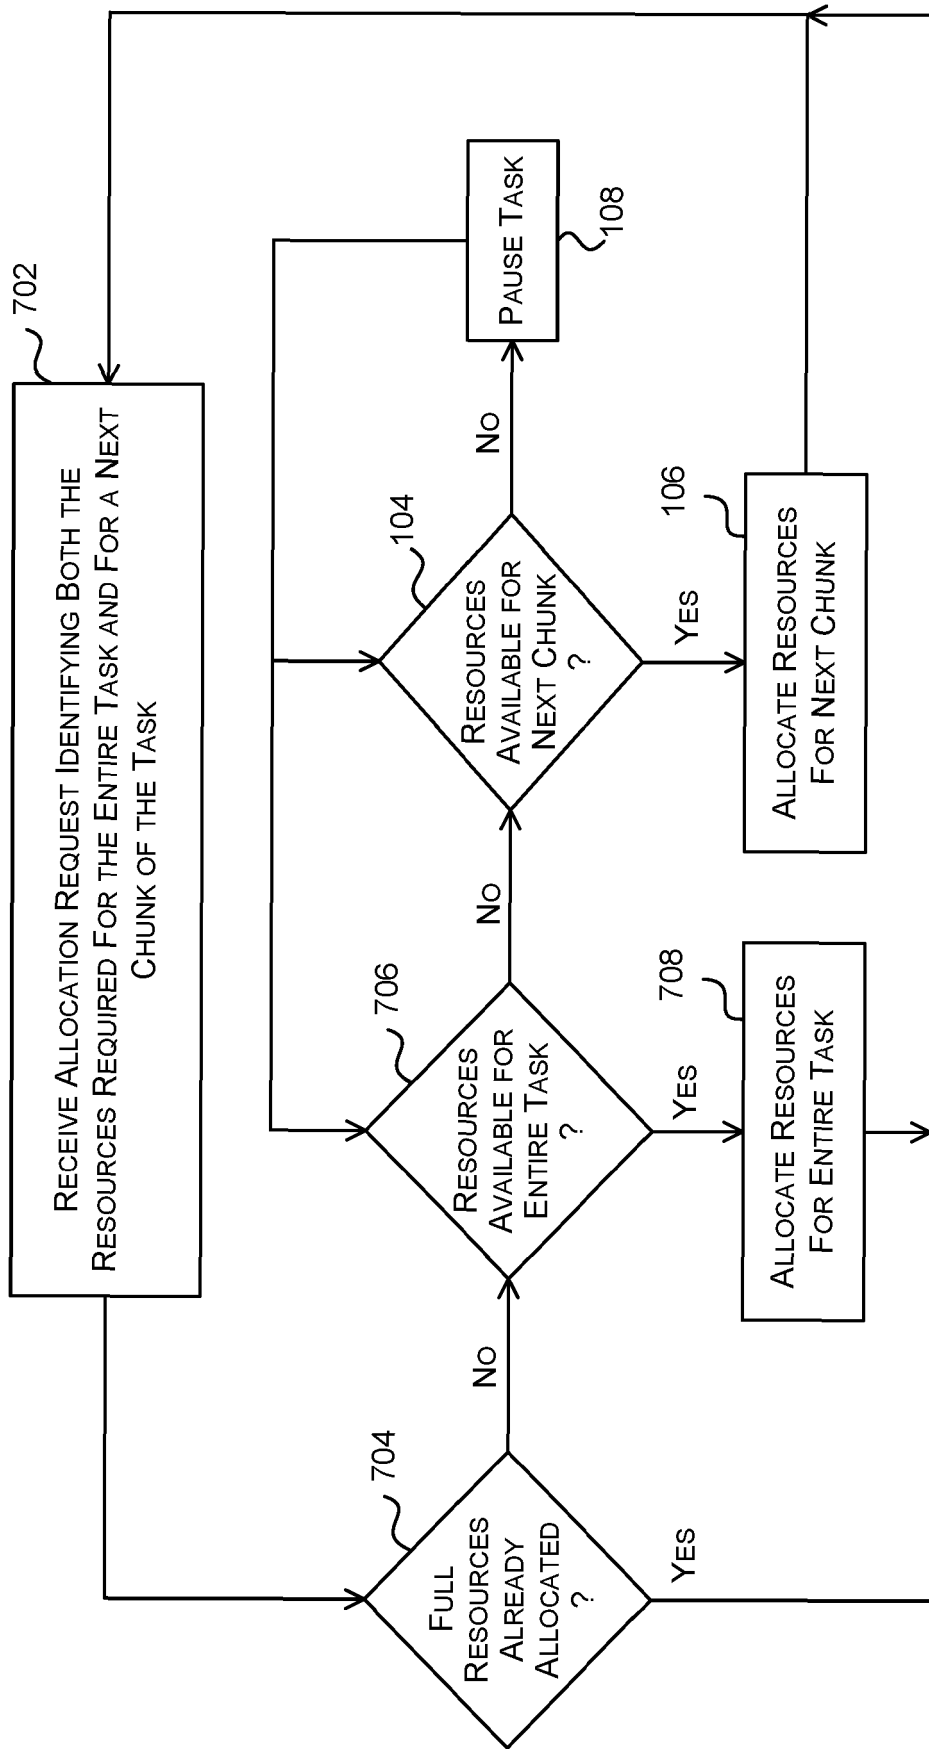 702
RECEIVE ALLOCATION REQUEST IDENTIFYING BOTH THE
RESOURCES REQUIRED FOR THE ENTIRE TASK AND FOR A NEXT
CHUNK OF THE TASK
704
FULL
RESOURCES
ALREADY
ALLOCATED
?
NO
YES
706
RESOURCES
AVAILABLE FOR
ENTIRE TASK
?
NO
YES
104
RESOURCES
AVAILABLE FOR
NEXT CHUNK
?
NO
YES
PAUSE TASK
108
708
ALLOCATE RESOURCES
FOR ENTIRE TASK
106
ALLOCATE RESOURCES
FOR NEXT CHUNK